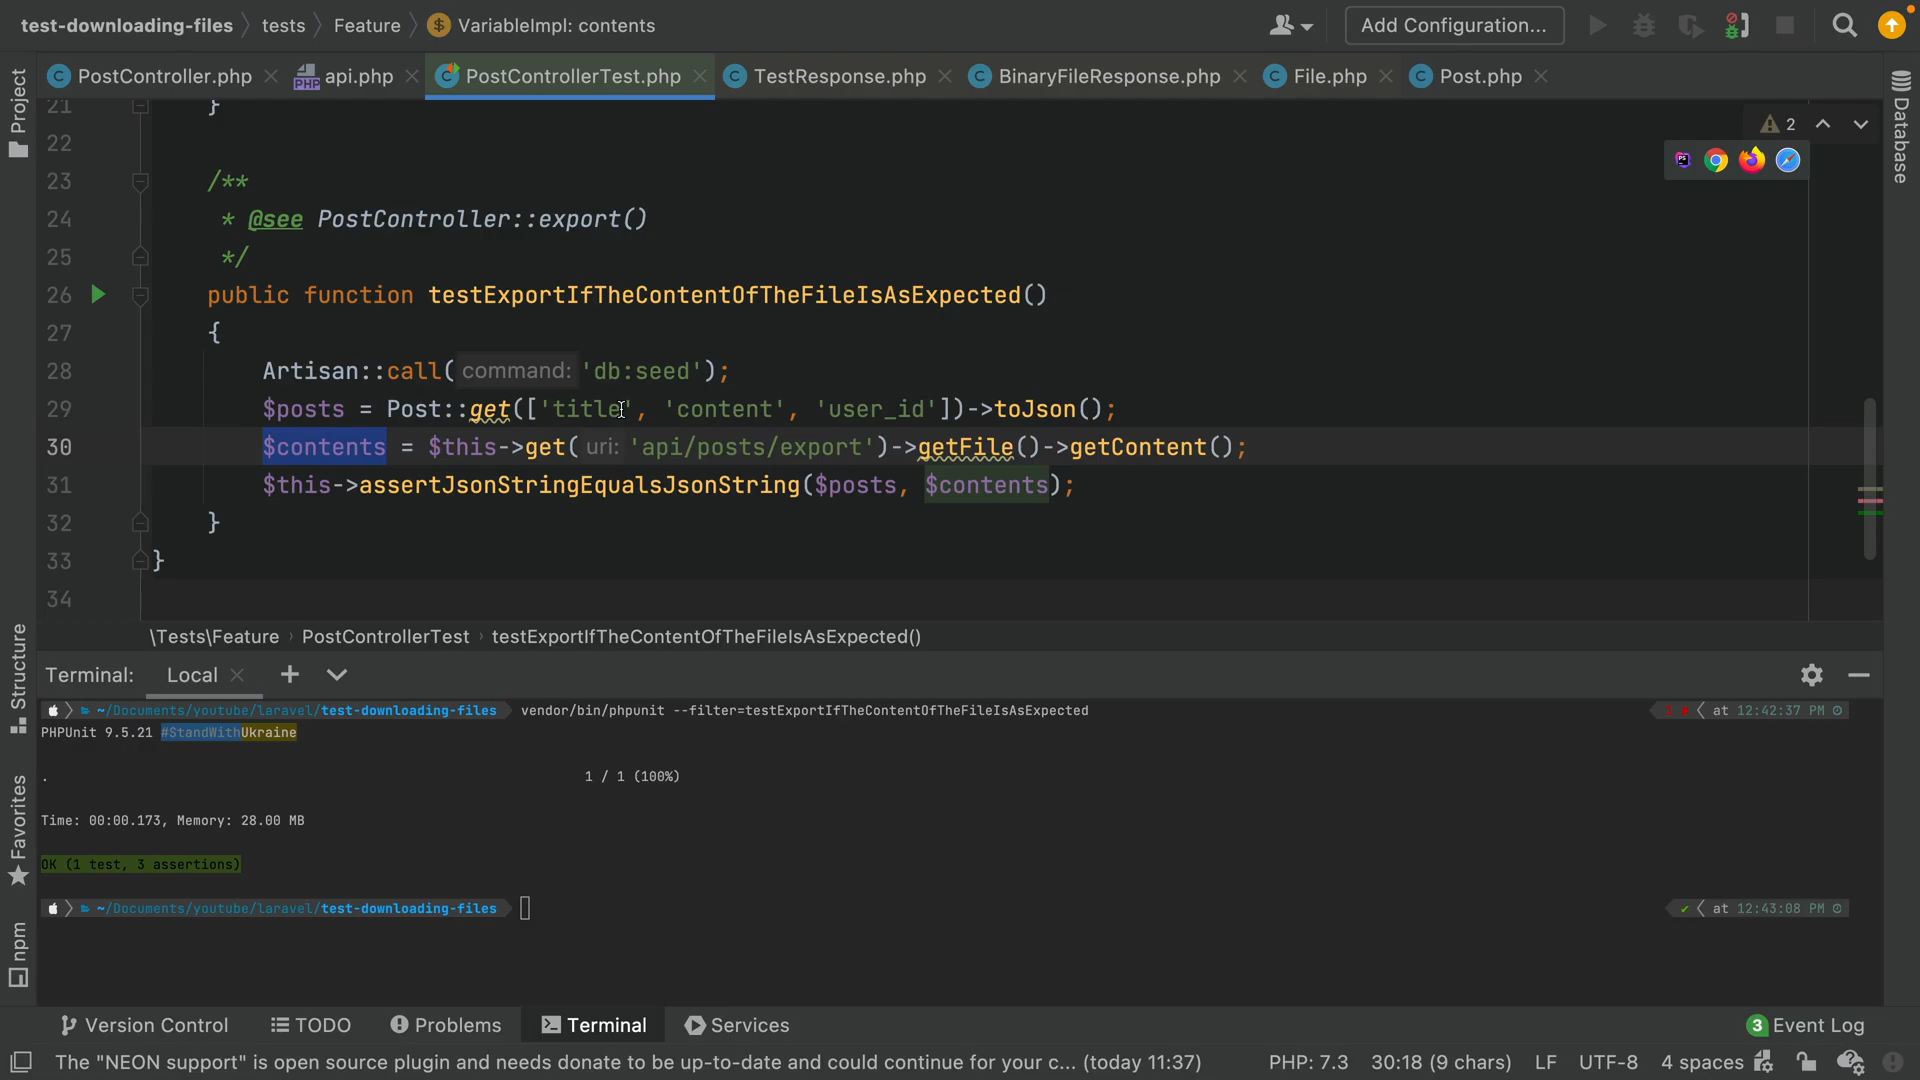 test-downloading-files tests Feature VariableImpl: contents Add Configuration...
PostController.php api.php PostControllerTest.php TestResponse.php BinaryFileResponse.php File.php Post.php
Project
Database
Structure
Favorites
npm
2
21 }
22
23 /**
24 * @see PostController::export()
25 */
26 public function testExportIfTheContentOfTheFileIsAsExpected()
27 {
28 Artisan::call( command: 'db:seed');
29 $posts = Post::get(['title', 'content', 'user_id'])->toJson();
30 $contents = $this->get( uri: 'api/posts/export')->getFile()->getContent();
31 $this->assertJsonStringEqualsJsonString($posts, $contents);
32 }
33 }
34
\Tests\Feature PostControllerTest testExportIfTheContentOfTheFileIsAsExpected()
Terminal: Local
~/Documents/youtube/laravel/test-downloading-files vendor/bin/phpunit --filter=testExportIfTheContentOfTheFileIsAsExpected at 12:42:37 PM
PHPUnit 9.5.21 #StandWithUkraine
. 1 / 1 (100%)
Time: 00:00.173, Memory: 28.00 MB
OK (1 test, 3 assertions)
~/Documents/youtube/laravel/test-downloading-files at 12:43:08 PM
Version Control TODO Problems Terminal Services 3 Event Log
The "NEON support" is open source plugin and needs donate to be up-to-date and could continue for your c... (today 11:37) PHP: 7.3 30:18 (9 chars) LF UTF-8 4 spaces